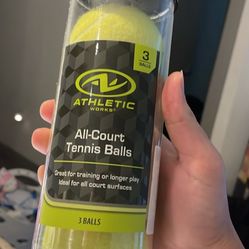 3
BALLS
ATHLETIC
WORKS
All-Court
Tennis Balls
Great for training or longer play
Ideal for all court surfaces
3 BALLS